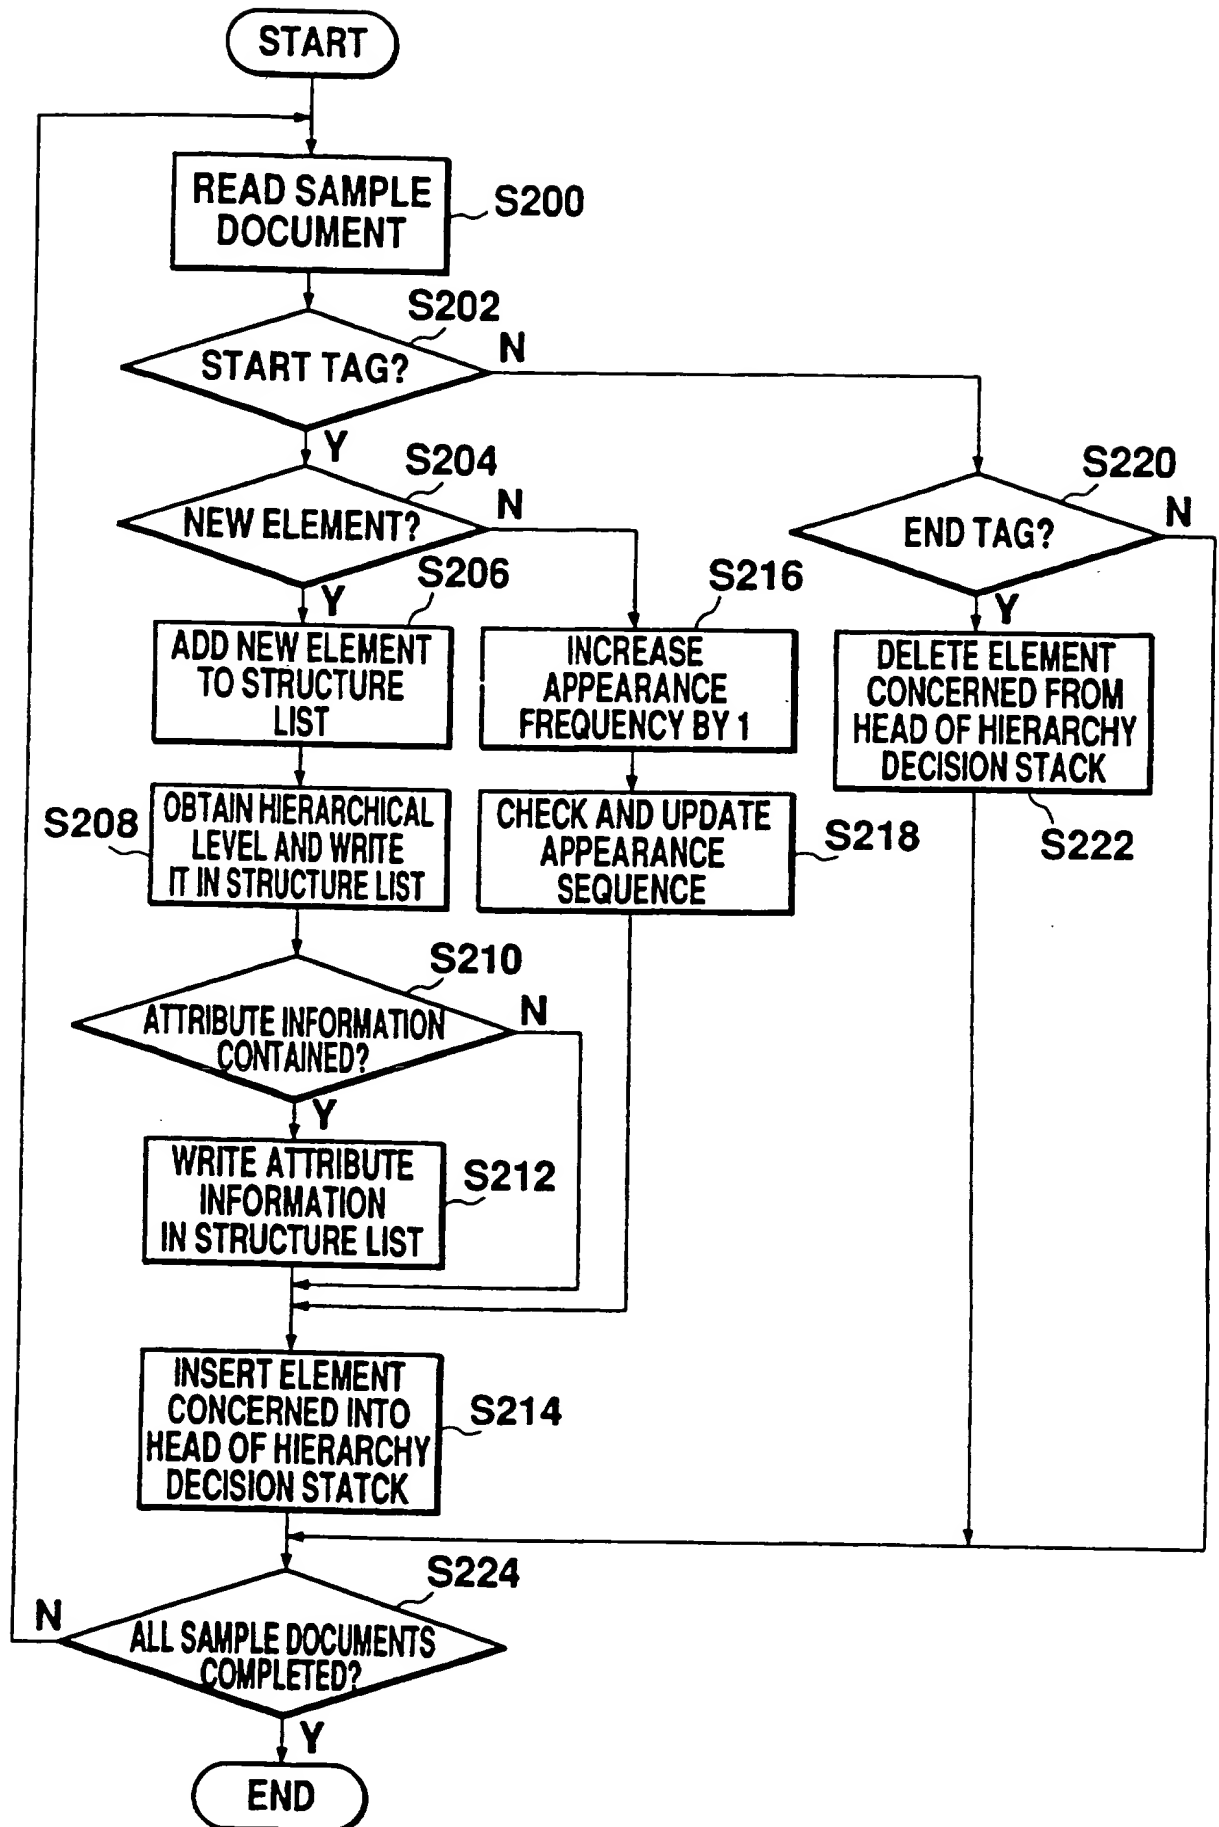 START
READ SAMPLE
DOCUMENT
S200
S202
START TAG?
N
Y
S204
NEW ELEMENT?
N
S220
END TAG?
N
Y
S206
ADD NEW ELEMENT
TO STRUCTURE
LIST
S216
INCREASE
APPEARANCE
FREQUENCY BY 1
Y
DELETE ELEMENT
CONCERNED FROM
HEAD OF HIERARCHY
DECISION STACK
S222
S208
OBTAIN HIERARCHICAL
LEVEL AND WRITE
IT IN STRUCTURE LIST
CHECK AND UPDATE
APPEARANCE
SEQUENCE
S218
S210
ATTRIBUTE INFORMATION
CONTAINED?
N
Y
WRITE ATTRIBUTE
INFORMATION
IN STRUCTURE LIST
S212
INSERT ELEMENT
CONCERNED INTO
HEAD OF HIERARCHY
DECISION STATCK
S214
S224
N
ALL SAMPLE DOCUMENTS
COMPLETED?
Y
END